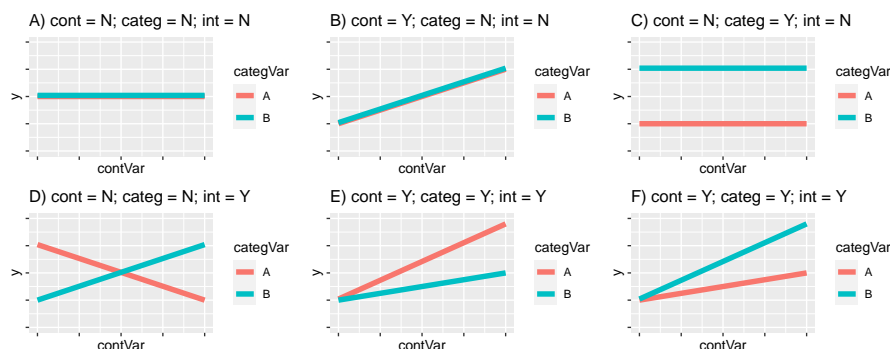 A) cont = N; categ = N; int = N
y
contVar
categVar
A
B
B) cont = Y; categ = N; int = N
y
contVar
categVar
A
B
C) cont = N; categ = Y; int = N
y
contVar
categVar
A
B
D) cont = N; categ = N; int = Y
y
contVar
categVar
A
B
E) cont = Y; categ = Y; int = Y
y
contVar
categVar
A
B
F) cont = Y; categ = Y; int = Y
y
contVar
categVar
A
B